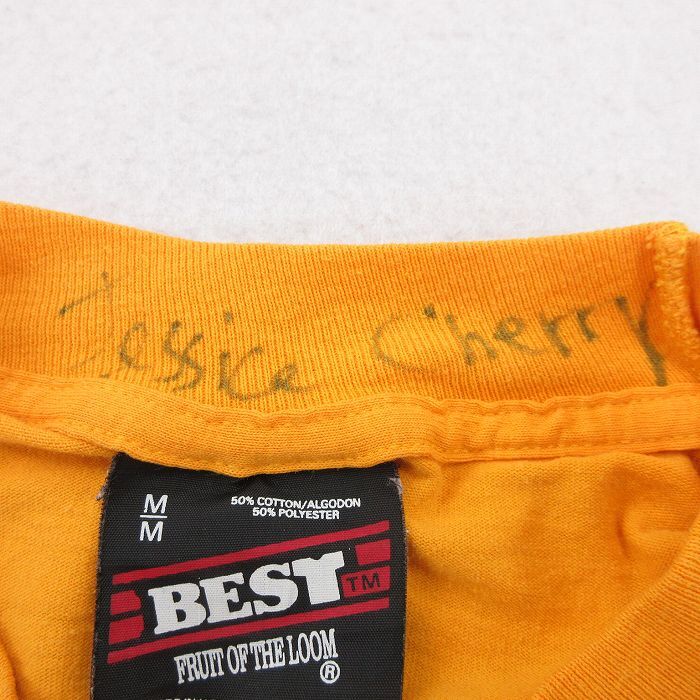 Jessica Cherry
M
M
50% COTTON/ALGODON
50% POLYESTER
BEST TM
FRUIT OF THE LOOM ®